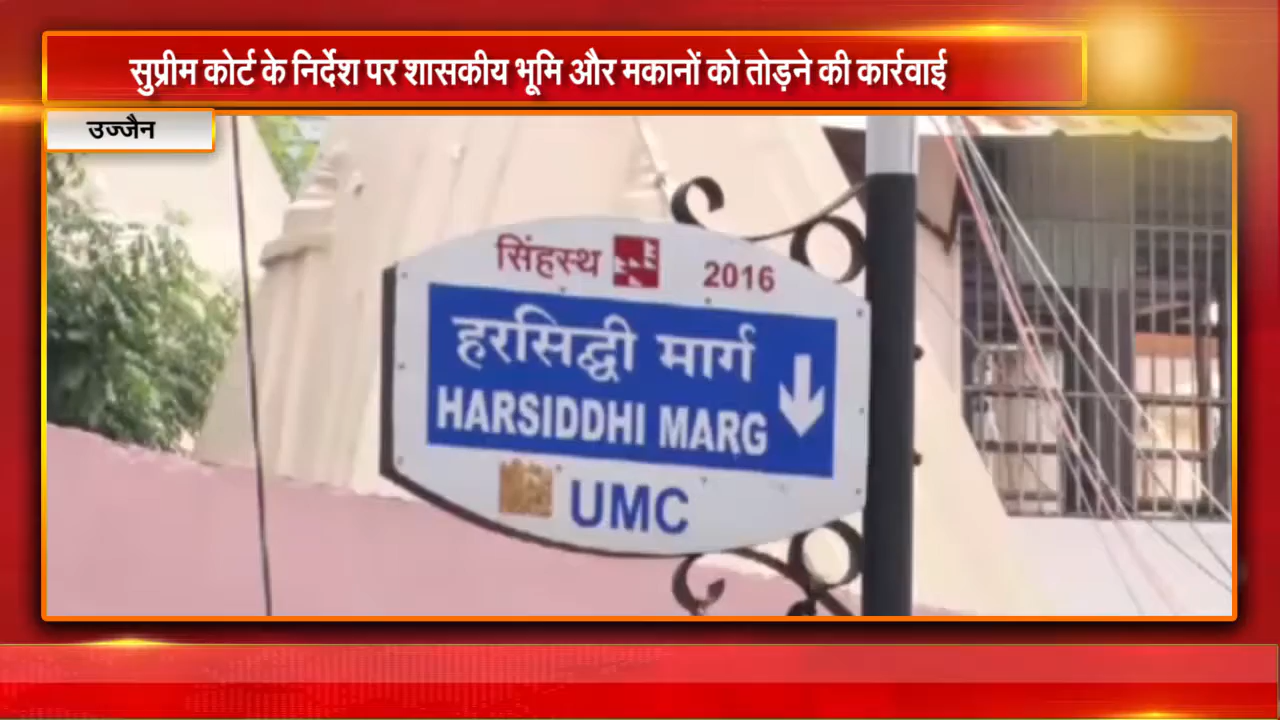 सुप्रीम कोर्ट के निर्देश पर शासकीय भूमि और मकानों को तोड़ने की कार्रवाई
उज्जैन
सिंहस्थ 2016
हरसिद्धी मार्ग
HARSIDDHI MARG
UMC